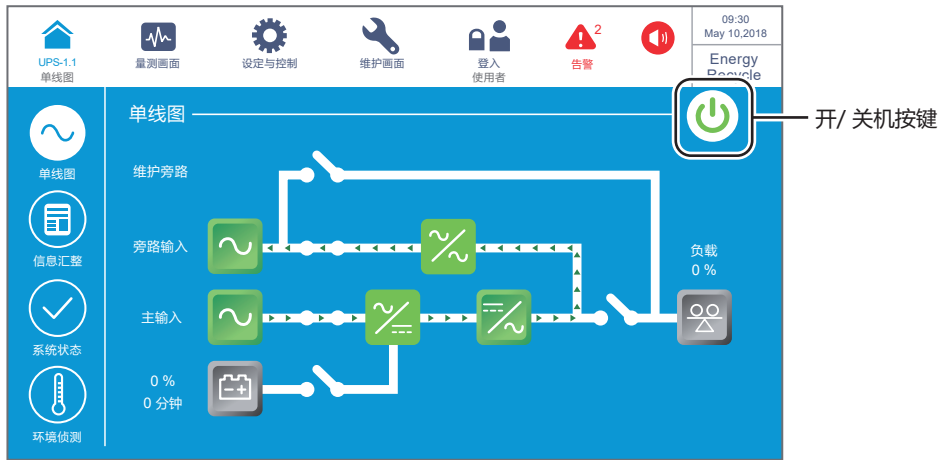 UPS-1.1
单线图
量测画面
设定与控制
维护画面
登入
使用者
2
告警
09:30
May 10,2018
Energy
Recycle
单线图
开/ 关机按键
单线图
维护旁路
信息汇整
旁路输入
负载
0 %
主输入
系统状态
0 %
0 分钟
环境侦测